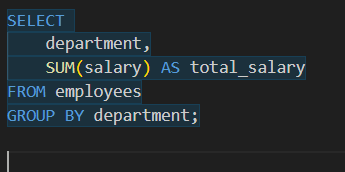 SELECT
    department,
    SUM(salary) AS total_salary
FROM employees
GROUP BY department;